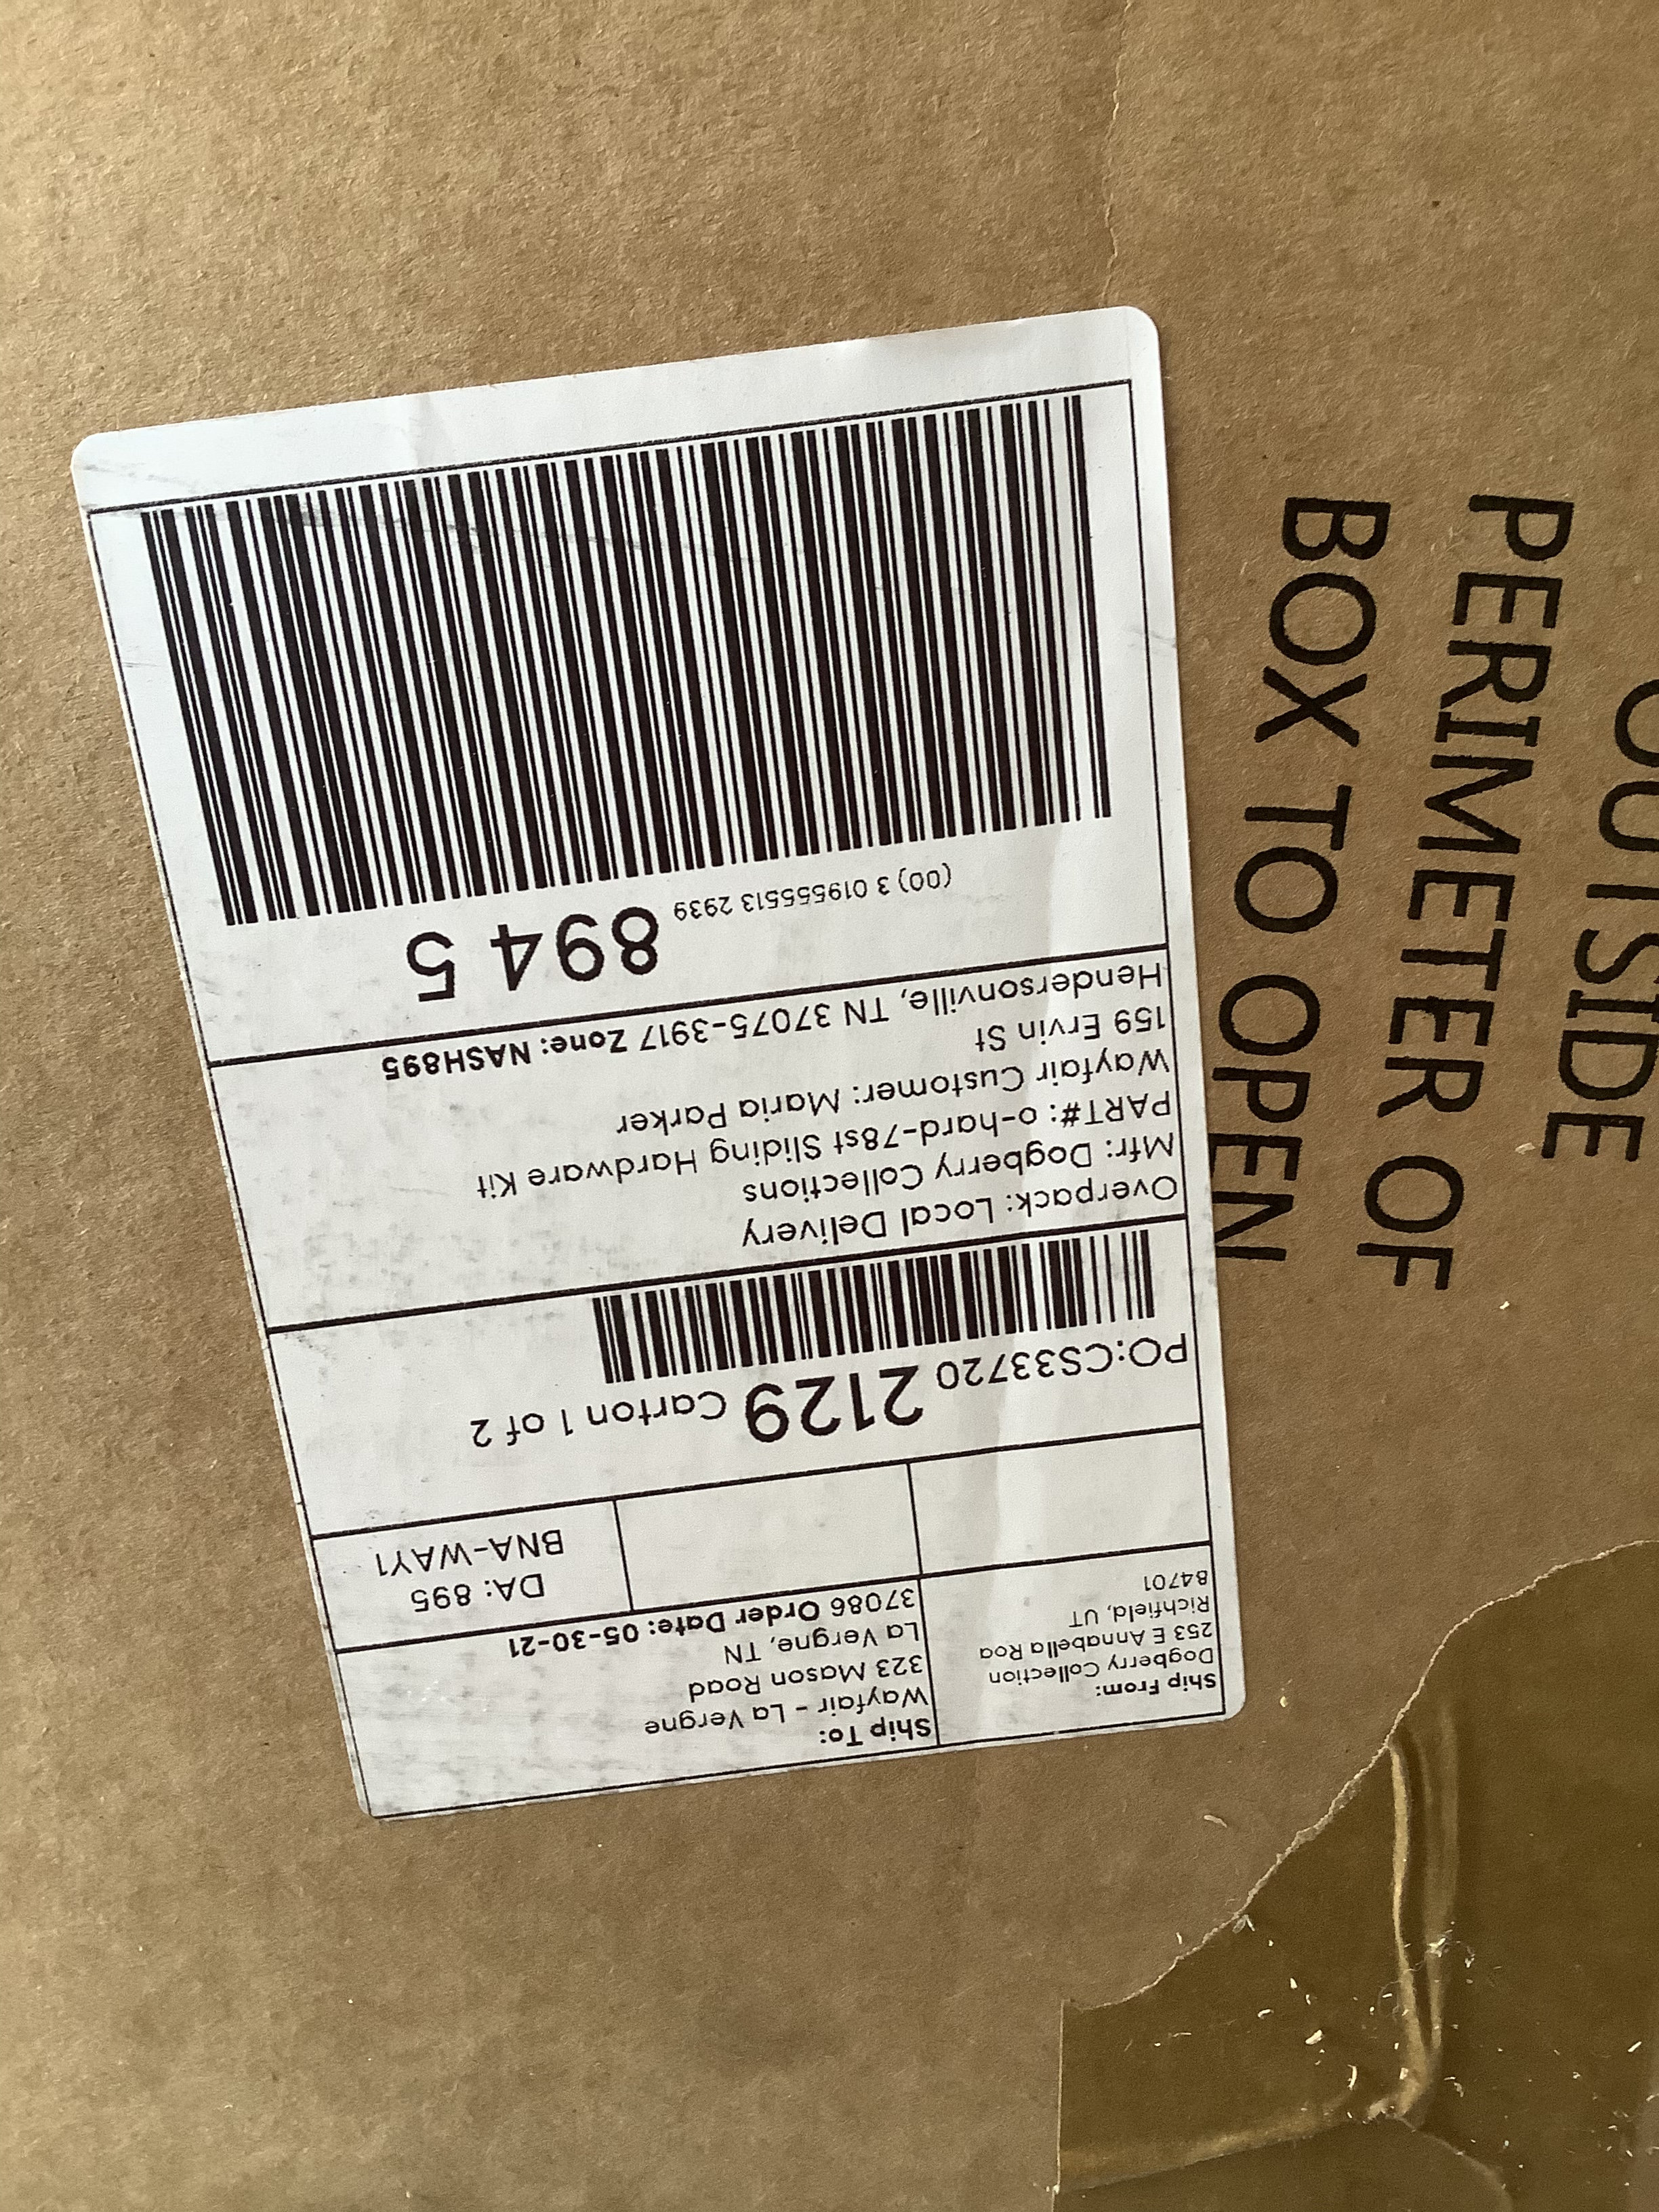 Ship From:
Dogberry Collection
253 E Annabella Roa
Richfield, UT
84701
Ship To:
Wayfair - La Vergne
323 Mason Road
La Vergne, TN
37086 Order Date: 05-30-21
DA: 895
BNA-WAY1
PO:CS33720 2129 Carton 1 of 2
Overpack: Local Delivery
Mfr: Dogberry Collections
PART#: o-hard-78st Sliding Hardware Kit
Wayfair Customer: Maria Parker
159 Ervin St
Hendersonville, TN 37075-3917 Zone: NASH895
(00) 3 019555513 2939 894 5
OUTSIDE
PERIMETER OF
BOX TO OPEN